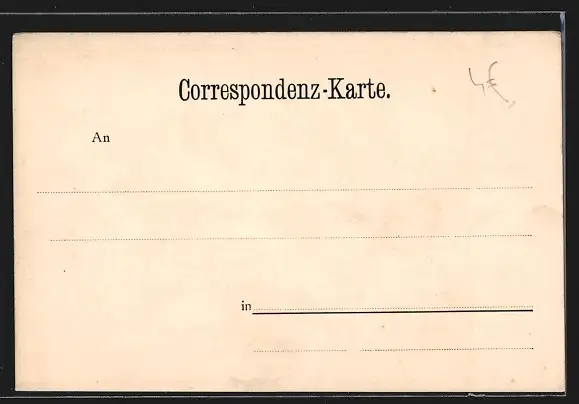 Correspondenz-Karte.
4€
An
in